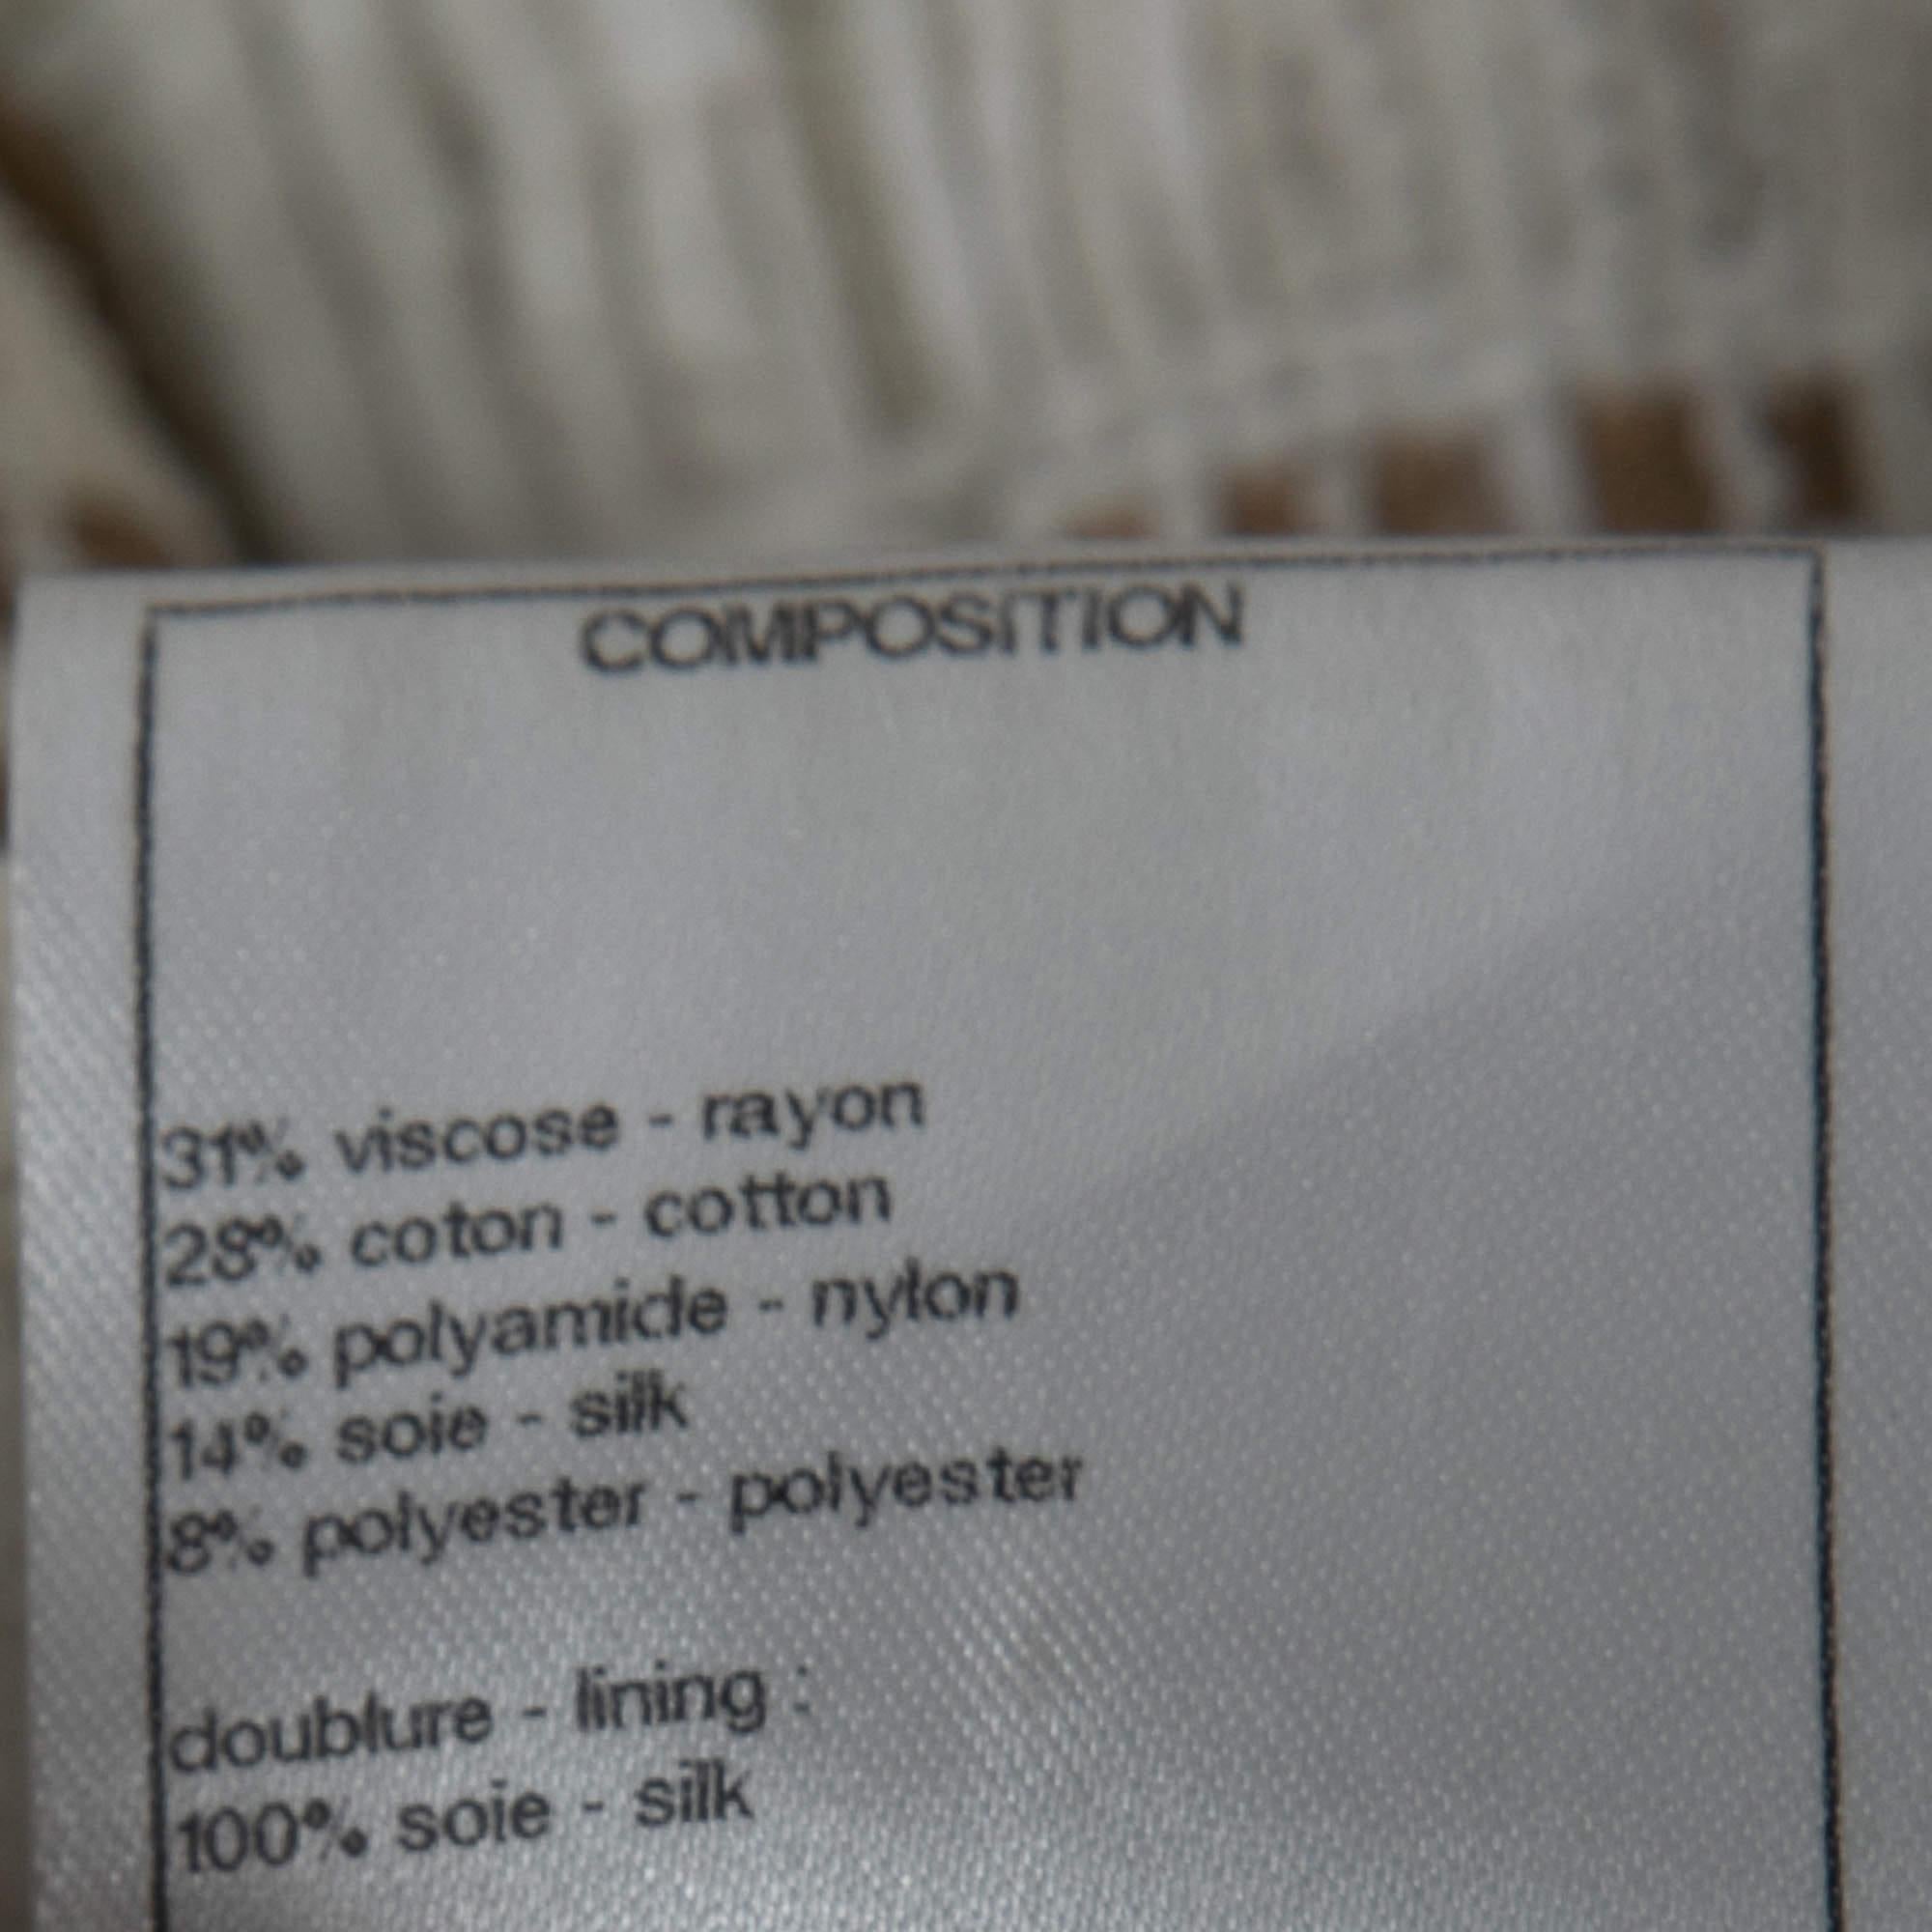 COMPOSITION
31% viscose - rayon
28% coton - cotton
19% polyamide - nylon
14% soie - silk
8% polyester - polyester
doublure - lining :
100% soie - silk